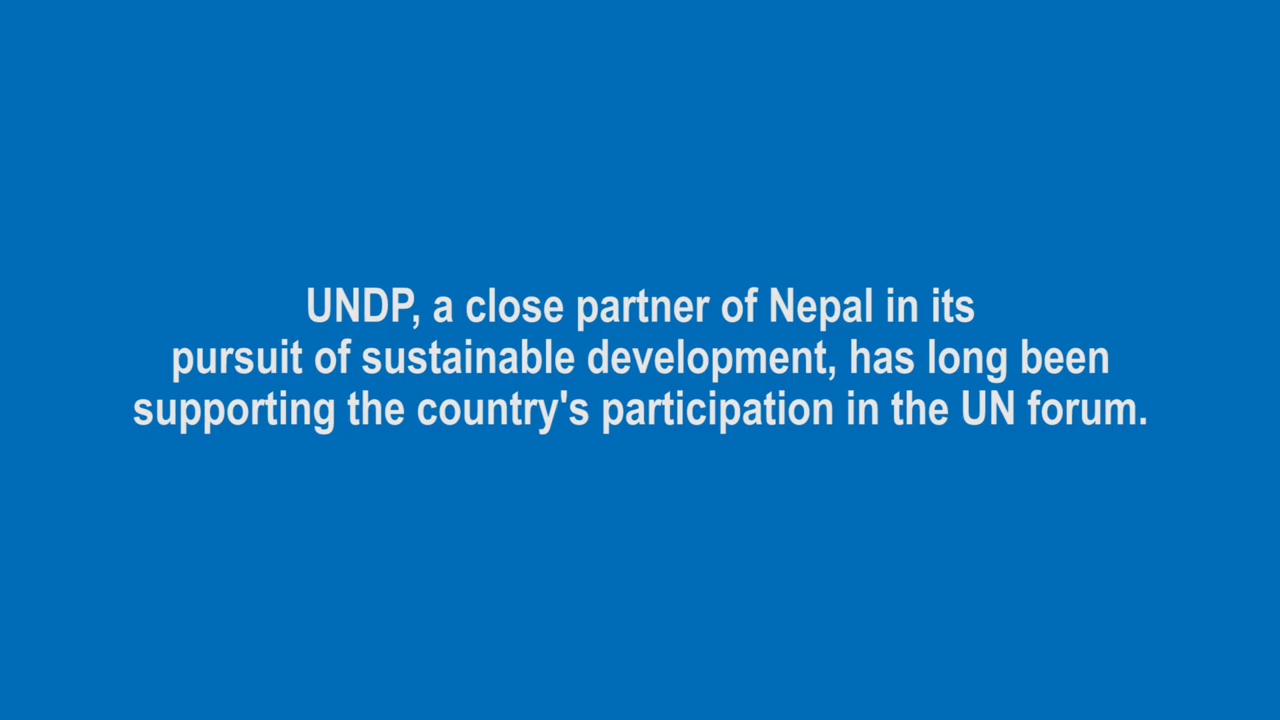 UNDP, a close partner of Nepal in its
pursuit of sustainable development, has long been
supporting the country's participation in the UN forum.